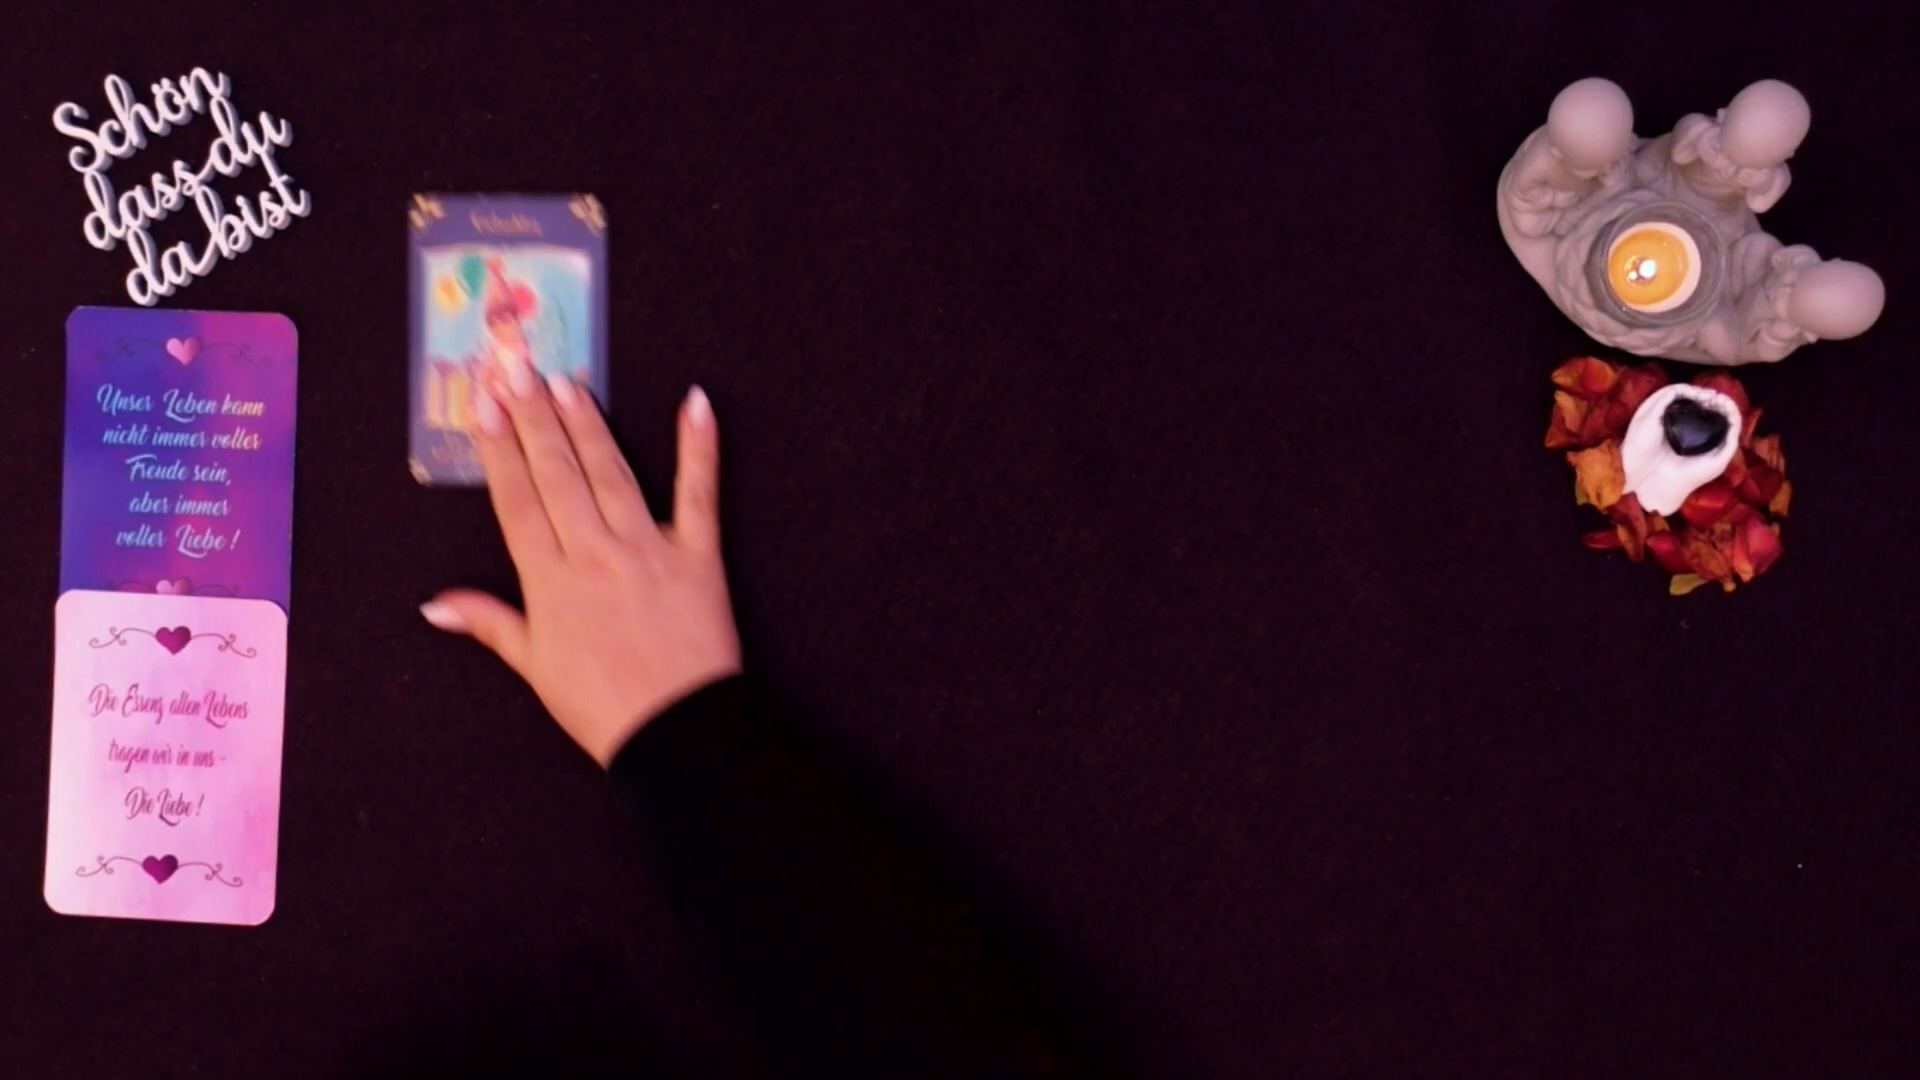 Schön
dass du
da bist
Unser Leben kann
nicht immer voller
Freude sein,
aber immer
voller Liebe!
Die Essenz allen Lebens
tragen wir in uns -
Die Liebe!